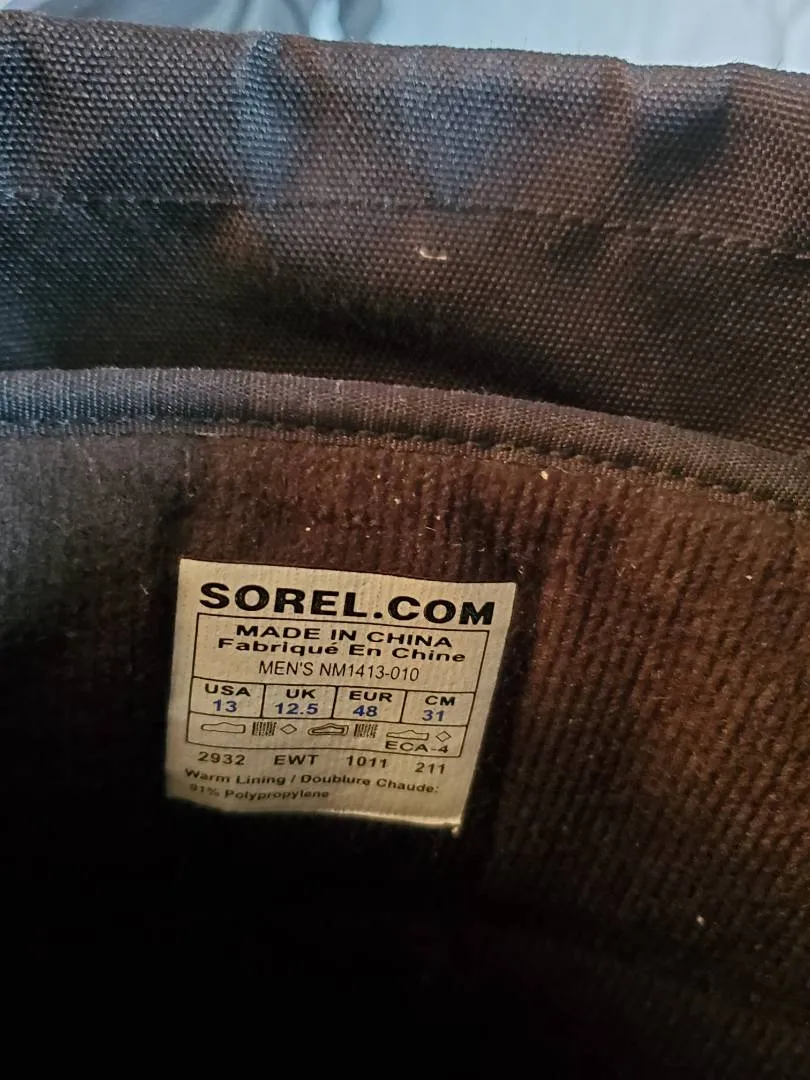 SOREL.COM
MADE IN CHINA
Fabriqué En Chine
MEN'S NM1413-010
USA UK EUR CM
13 12.5 48 31
ECA-4
2932 EWT 1011 211
Warm Lining / Doublure Chaude:
91% Polypropylene